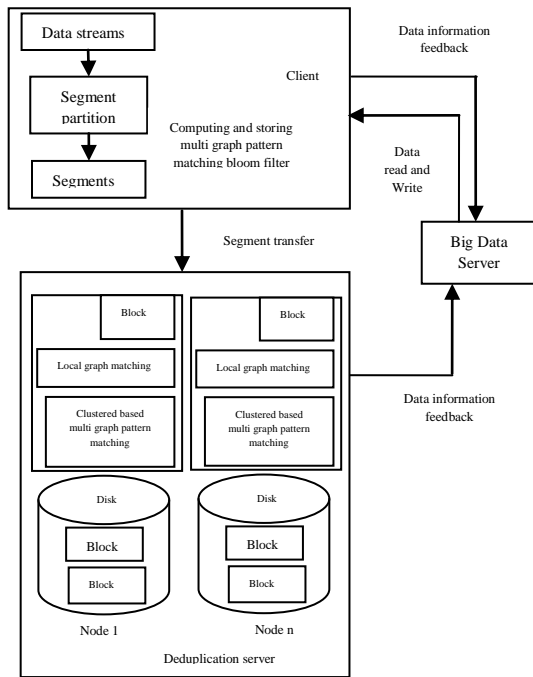 Data streams
Segment
partition
Segments
Client
Computing and storing
multi graph pattern
matching bloom filter
Data information
feedback
Data
read and
Write
Big Data
Server
Segment transfer
Block
Local graph matching
Clustered based
multi graph pattern
matching
Disk
Block
Block
Node 1
Block
Local graph matching
Clustered based
multi graph pattern
matching
Disk
Block
Block
Node n
Deduplication server
Data information
feedback